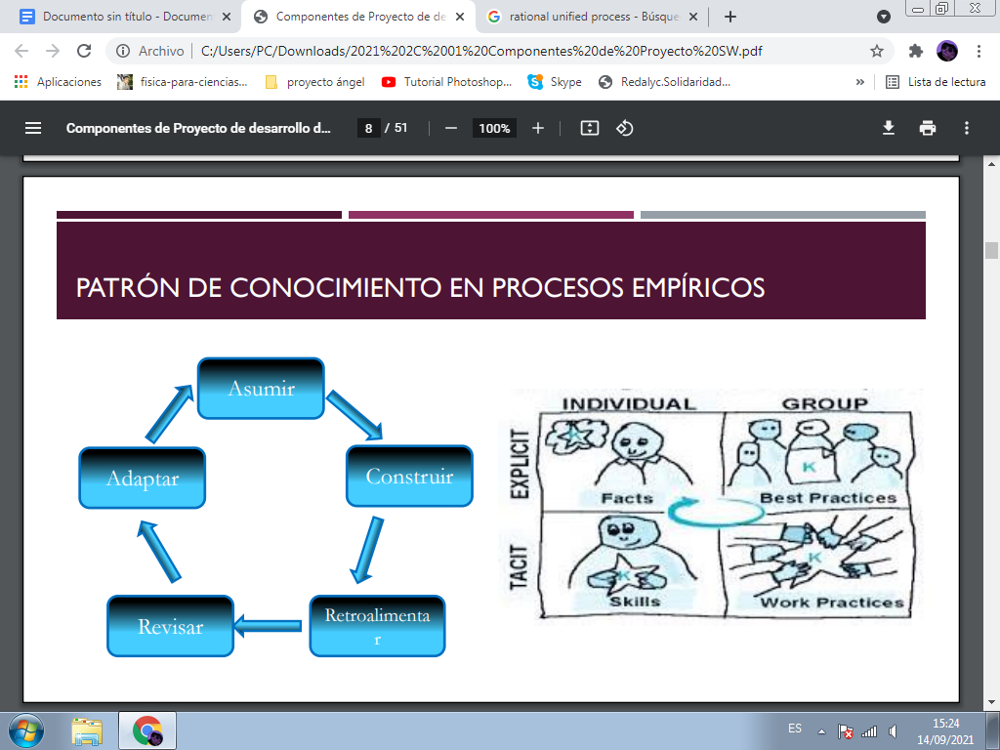 Documento sin título - Documen
Componentes de Proyecto de de
rational unified process - Búsque
Archivo
C:/Users/PC/Downloads/2021%202C%2001%20Componentes%20de%20Proyecto%20SW.pdf
Aplicaciones
fisica-para-ciencias...
proyecto ángel
Tutorial Photoshop...
Skype
Redalyc.Solidaridad...
»
Lista de lectura
Componentes de Proyecto de desarrollo d...
8 / 51
100%
PATRÓN DE CONOCIMIENTO EN PROCESOS EMPÍRICOS
Asumir
Construir
Retroalimenta
r
Revisar
Adaptar
INDIVIDUAL
GROUP
EXPLICIT
K
Facts
K
Best Practices
TACIT
K
Skills
K
Work Practices
ES
15:24
14/09/2021